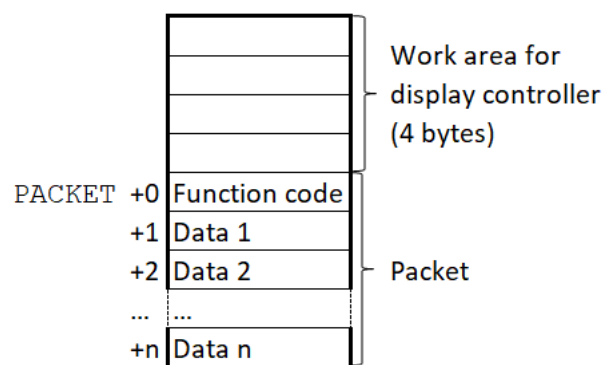 Work area for
display controller
(4 bytes)
PACKET +0 Function code
+1 Data 1
+2 Data 2
Packet
... ...
+n Data n